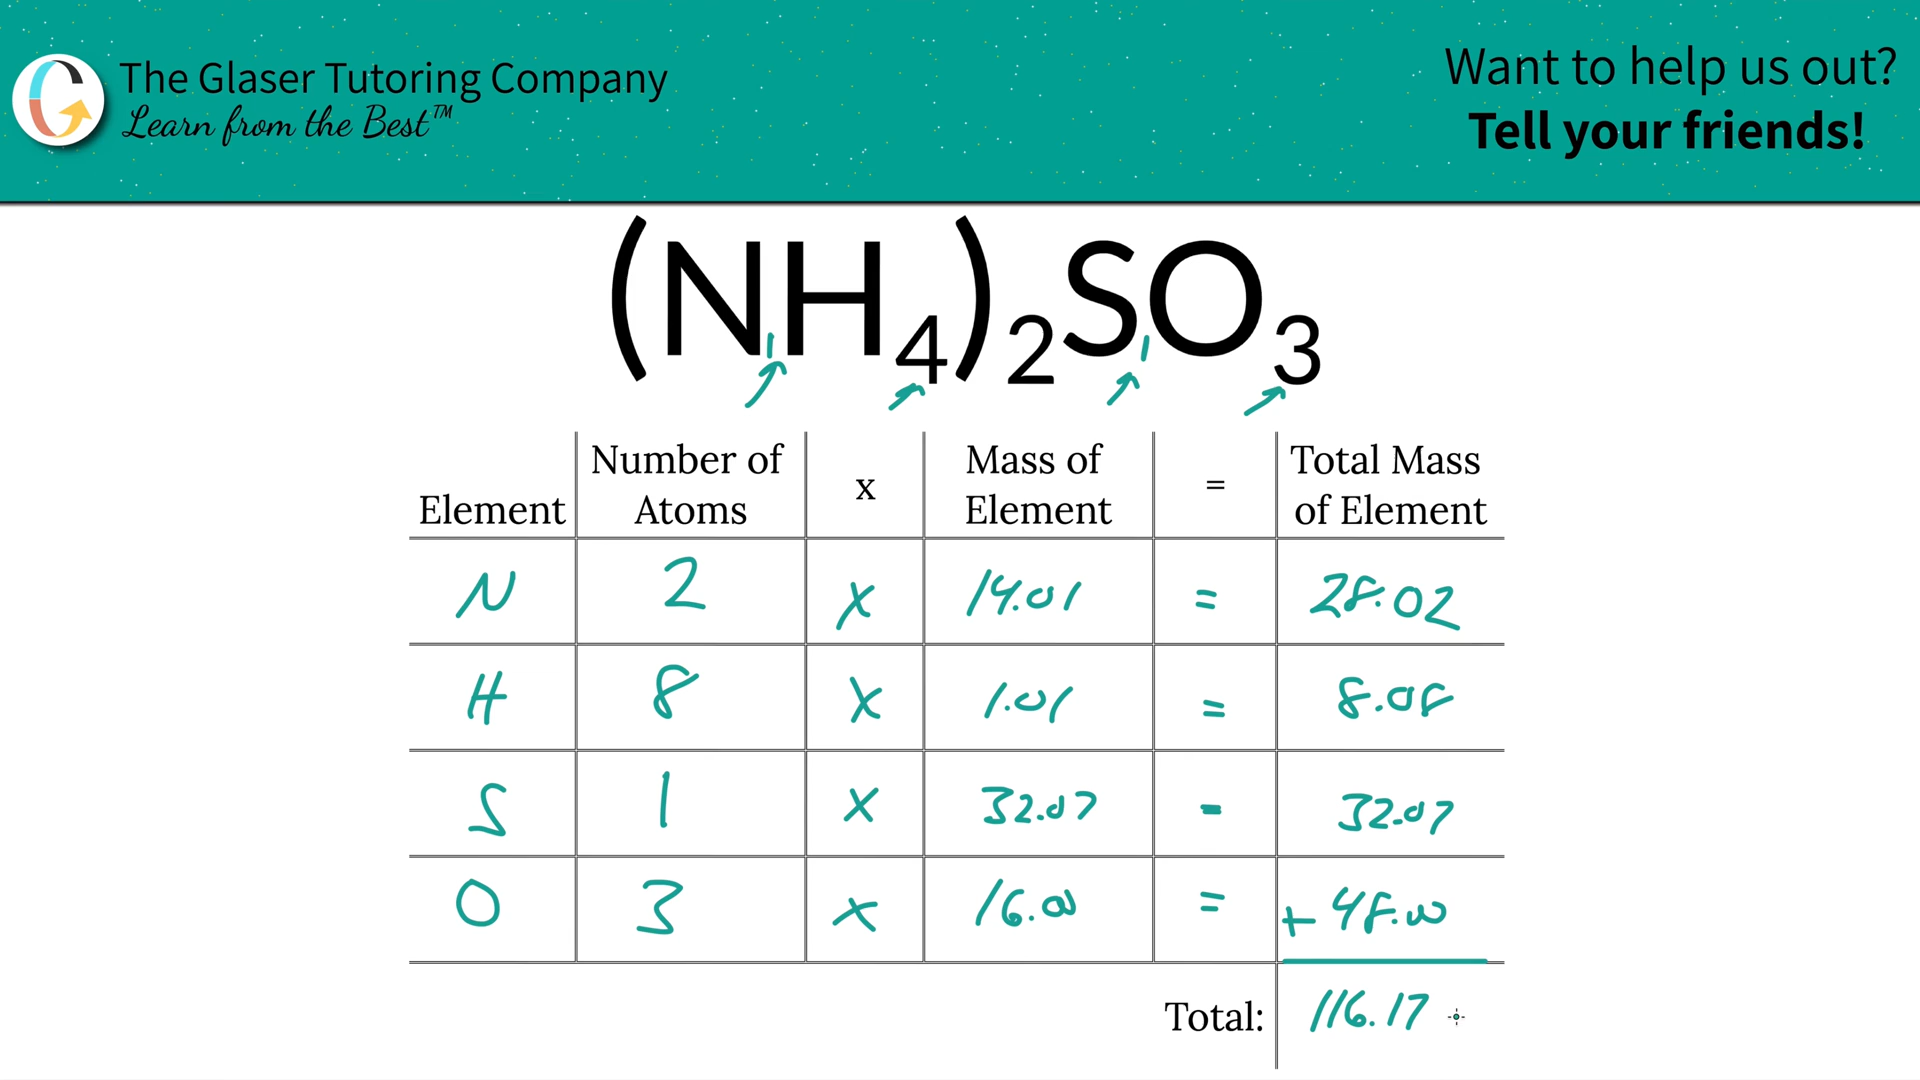 The Glaser Tutoring Company
Learn from the Best™
Want to help us out?
Tell your friends!
(NH₄)₂SO₃
1 1
Element Number of Atoms x Mass of Element = Total Mass of Element
N 2 x 14.01 = 28.02
H 8 x 1.01 = 8.08
S 1 x 32.07 = 32.07
O 3 x 16.00 = + 48.00
Total: 116.17